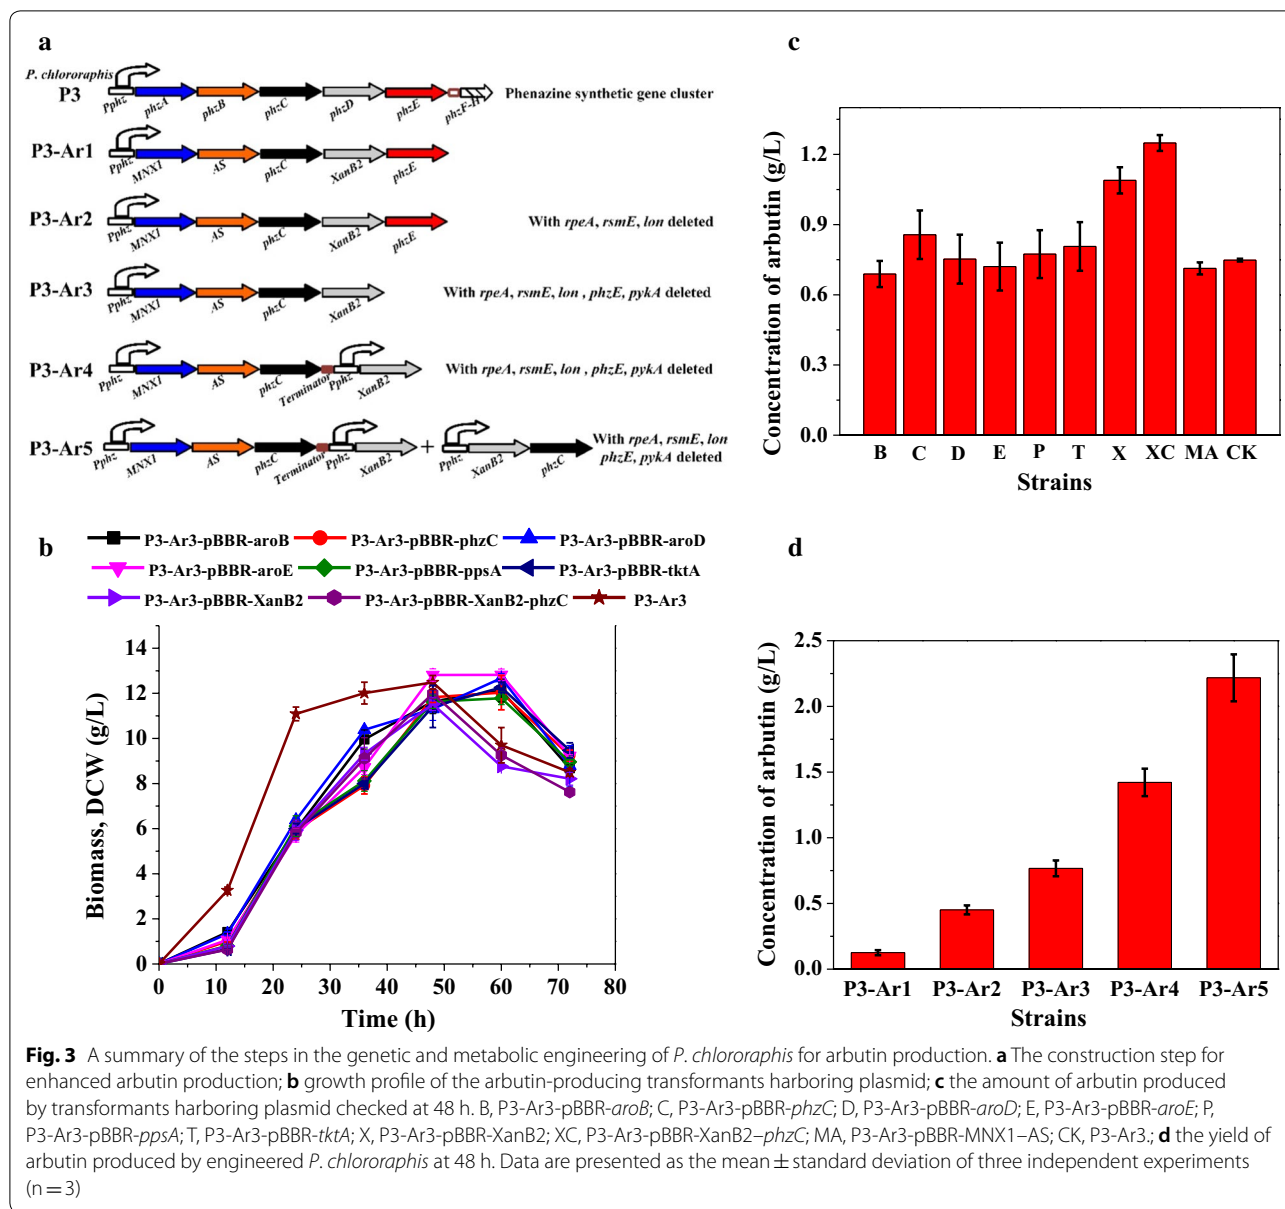 a
P. chlororaphis
P3
Pphz
phzA
phzB
phzC
phzD
phzE
phzF-H
Phenazine synthetic gene cluster
P3-Ar1
Pphz
MNX1
AS
phzC
XanB2
phzE
P3-Ar2
Pphz
MNX1
AS
phzC
XanB2
phzE
With rpeA, rsmE, lon deleted
P3-Ar3
Pphz
MNX1
AS
phzC
XanB2
With rpeA, rsmE, lon , phzE, pykA deleted
P3-Ar4
Pphz
MNX1
AS
phzC
Terminator
Pphz
XanB2
With rpeA, rsmE, lon , phzE, pykA deleted
P3-Ar5
Pphz
MNX1
AS
phzC
Terminator
Pphz
XanB2
+
Pphz
XanB2
phzC
With rpeA, rsmE, lon
phzE, pykA deleted
b
P3-Ar3-pBBR-aroB
P3-Ar3-pBBR-phzC
P3-Ar3-pBBR-aroD
P3-Ar3-pBBR-aroE
P3-Ar3-pBBR-ppsA
P3-Ar3-pBBR-tktA
P3-Ar3-pBBR-XanB2
P3-Ar3-pBBR-XanB2-phzC
P3-Ar3
Biomass, DCW (g/L)
14
12
10
8
6
4
2
0
0 10 20 30 40 50 60 70 80
Time (h)
c
Concentration of arbutin (g/L)
1.2
0.9
0.6
0.3
0.0
B C D E P T X XC MA CK
Strains
d
Concentration of arbutin (g/L)
2.5
2.0
1.5
1.0
0.5
0.0
P3-Ar1 P3-Ar2 P3-Ar3 P3-Ar4 P3-Ar5
Strains
Fig. 3 A summary of the steps in the genetic and metabolic engineering of P. chlororaphis for arbutin production. a The construction step for
enhanced arbutin production; b growth profile of the arbutin-producing transformants harboring plasmid; c the amount of arbutin produced
by transformants harboring plasmid checked at 48 h. B, P3-Ar3-pBBR-aroB; C, P3-Ar3-pBBR-phzC; D, P3-Ar3-pBBR-aroD; E, P3-Ar3-pBBR-aroE; P,
P3-Ar3-pBBR-ppsA; T, P3-Ar3-pBBR-tktA; X, P3-Ar3-pBBR-XanB2; XC, P3-Ar3-pBBR-XanB2–phzC; MA, P3-Ar3-pBBR-MNX1–AS; CK, P3-Ar3.; d the yield of
arbutin produced by engineered P. chlororaphis at 48 h. Data are presented as the mean ± standard deviation of three independent experiments
(n = 3)